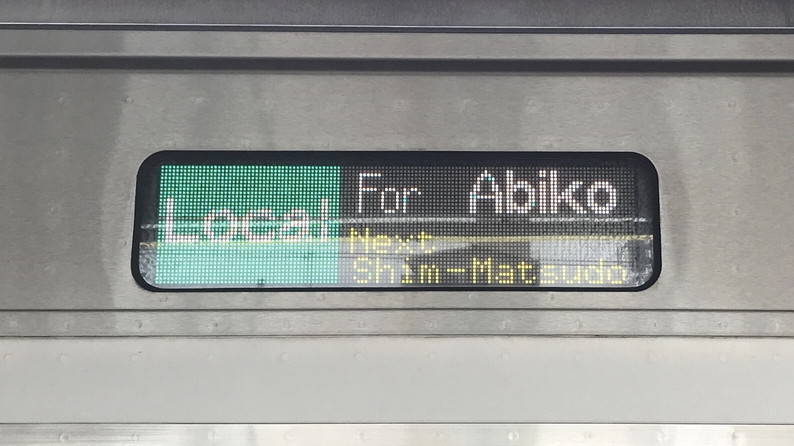 Local
For Abiko
Next
Shim-Matsudo